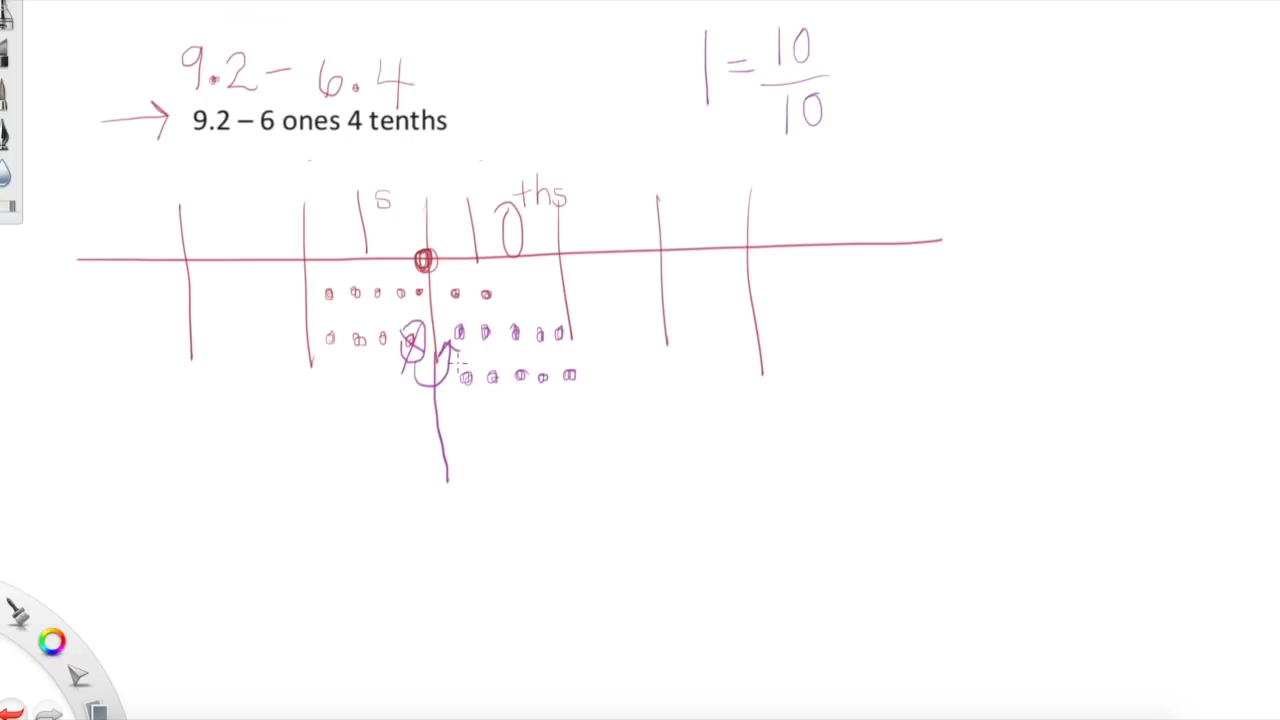 9.2 - 6.4
1 = 10/10
9.2 – 6 ones 4 tenths
1s 10ths